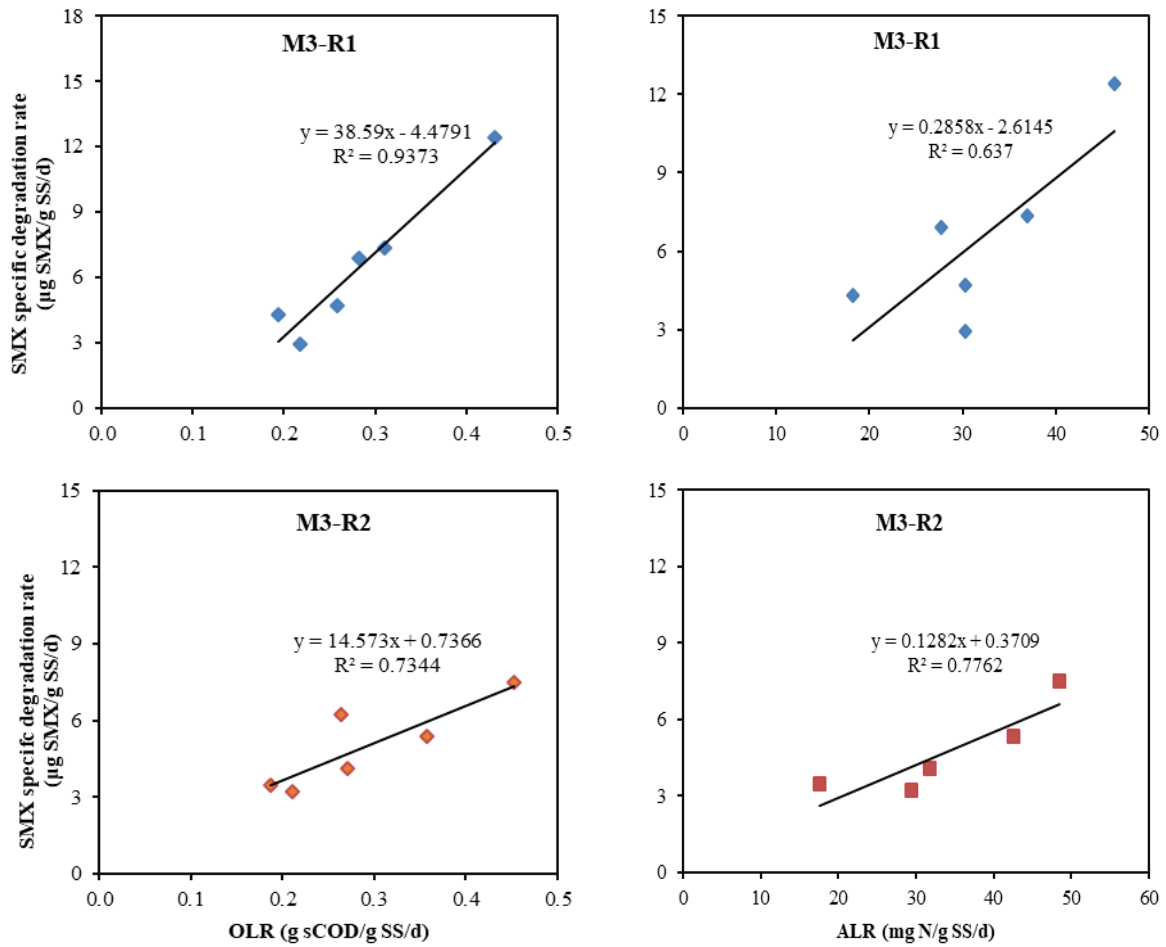 M3-R1
SMX specific degradation rate
(µg SMX/g SS/d)
18
15
12
9
6
3
0
y = 38.59x - 4.4791
R² = 0.9373
0.0 0.1 0.2 0.3 0.4 0.5
M3-R1
15
12
9
6
3
0
y = 0.2858x - 2.6145
R² = 0.637
0 10 20 30 40 50
M3-R2
SMX specifc degradation rate
(µg SMX/g SS/d)
15
12
9
6
3
0
y = 14.573x + 0.7366
R² = 0.7344
0.0 0.1 0.2 0.3 0.4 0.5
OLR (g sCOD/g SS/d)
M3-R2
15
12
9
6
3
0
y = 0.1282x + 0.3709
R² = 0.7762
0 10 20 30 40 50 60
ALR (mg N/g SS/d)